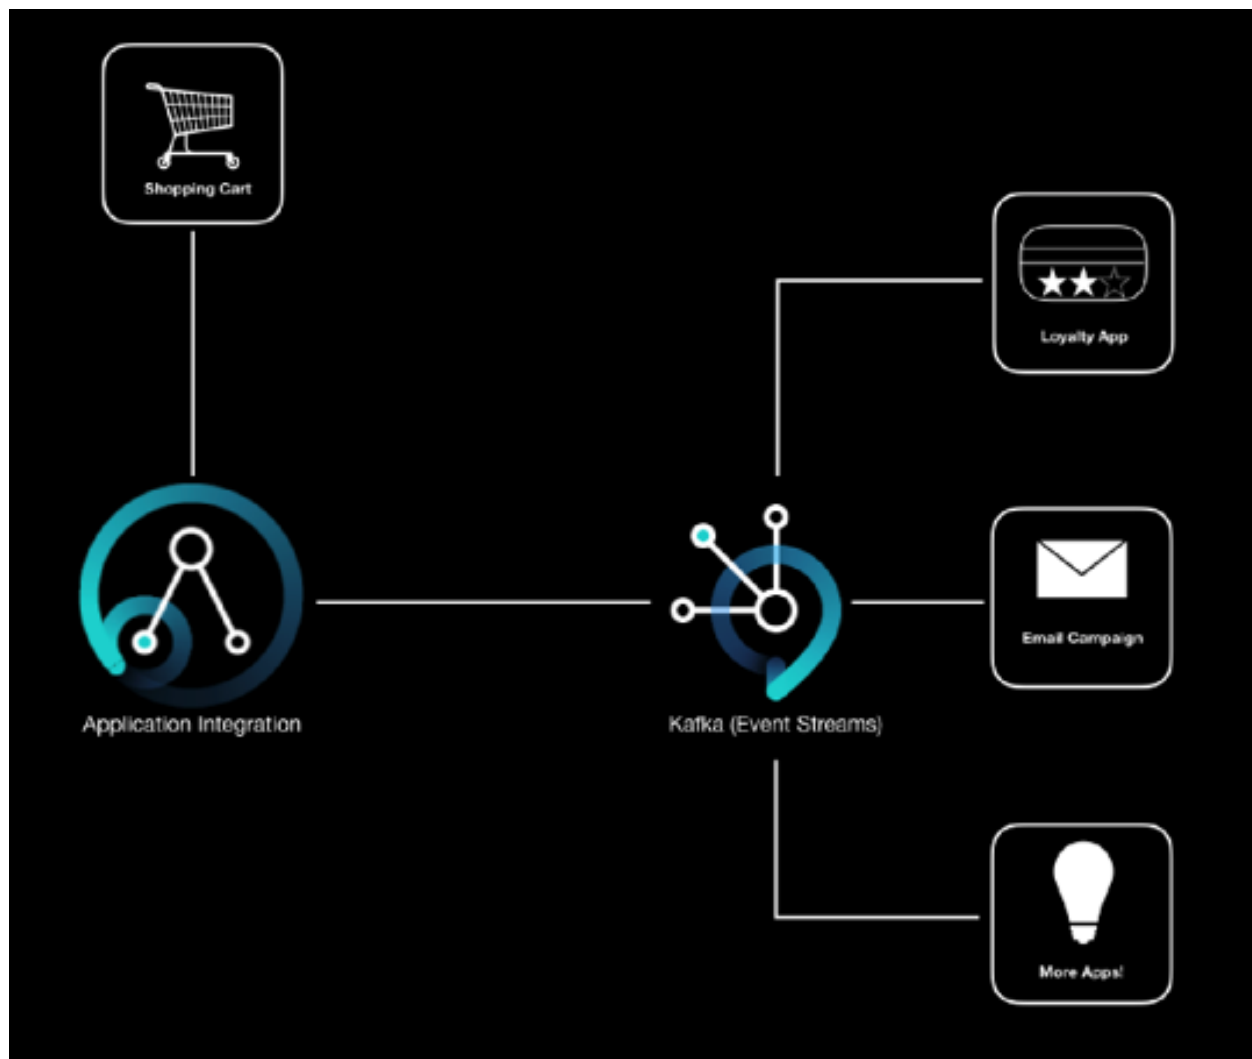 Shopping Cart
Loyalty App
Email Campaign
Application Integration
Kafka (Event Streams)
More Apps!